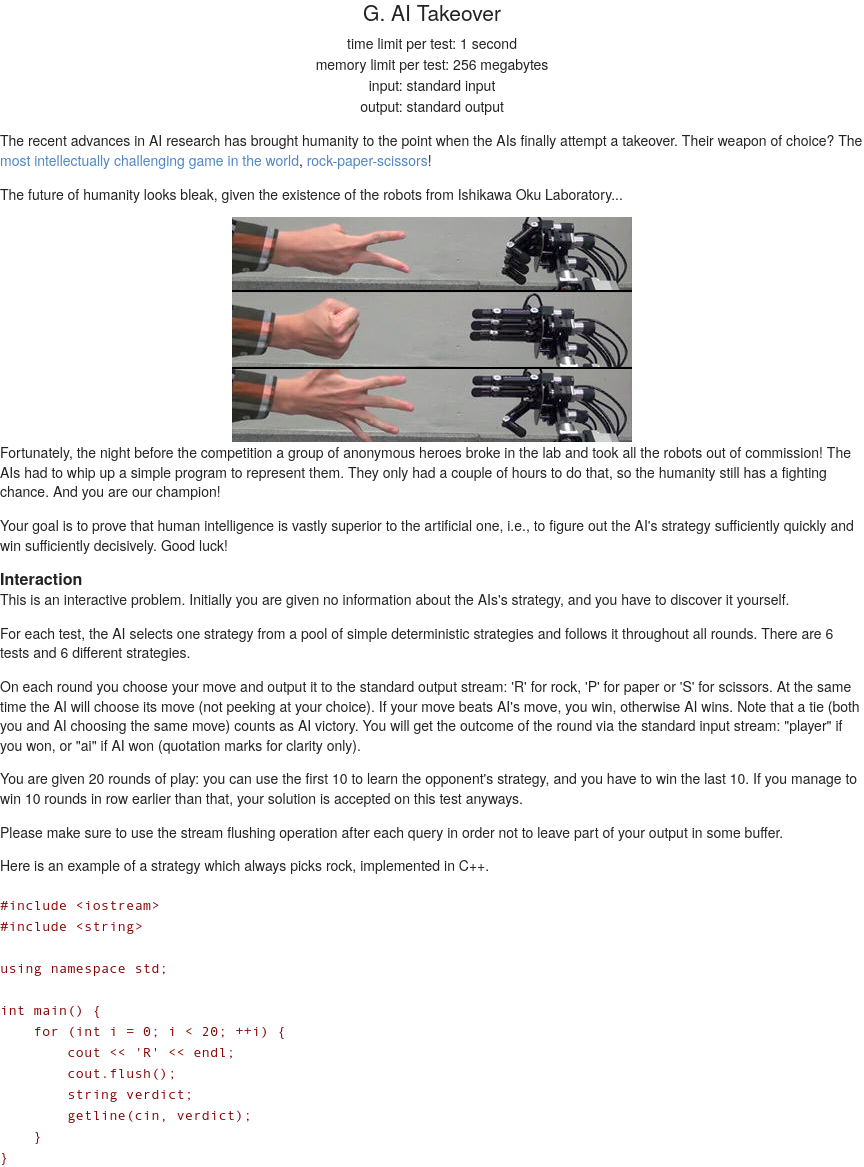 G. AI Takeover
time limit per test: 1 second
memory limit per test: 256 megabytes
input: standard input
output: standard output
The recent advances in AI research has brought humanity to the point when the AIs finally attempt a takeover. Their weapon of choice? The
most intellectually challenging game in the world, rock-paper-scissors!
The future of humanity looks bleak, given the existence of the robots from Ishikawa Oku Laboratory...
Fortunately, the night before the competition a group of anonymous heroes broke in the lab and took all the robots out of commission! The
AIs had to whip up a simple program to represent them. They only had a couple of hours to do that, so the humanity still has a fighting
chance. And you are our champion!
Your goal is to prove that human intelligence is vastly superior to the artificial one, i.e., to figure out the AI's strategy sufficiently quickly and
win sufficiently decisively. Good luck!
Interaction
This is an interactive problem. Initially you are given no information about the AIs's strategy, and you have to discover it yourself.
For each test, the AI selects one strategy from a pool of simple deterministic strategies and follows it throughout all rounds. There are 6
tests and 6 different strategies.
On each round you choose your move and output it to the standard output stream: 'R' for rock, 'P' for paper or 'S' for scissors. At the same
time the AI will choose its move (not peeking at your choice). If your move beats AI's move, you win, otherwise AI wins. Note that a tie (both
you and AI choosing the same move) counts as AI victory. You will get the outcome of the round via the standard input stream: "player" if
you won, or "ai" if AI won (quotation marks for clarity only).
You are given 20 rounds of play: you can use the first 10 to learn the opponent's strategy, and you have to win the last 10. If you manage to
win 10 rounds in row earlier than that, your solution is accepted on this test anyways.
Please make sure to use the stream flushing operation after each query in order not to leave part of your output in some buffer.
Here is an example of a strategy which always picks rock, implemented in C++.
#include <iostream>
#include <string>
using namespace std;
int main() {
    for (int i = 0; i < 20; ++i) {
        cout << 'R' << endl;
        cout.flush();
        string verdict;
        getline(cin, verdict);
    }
}